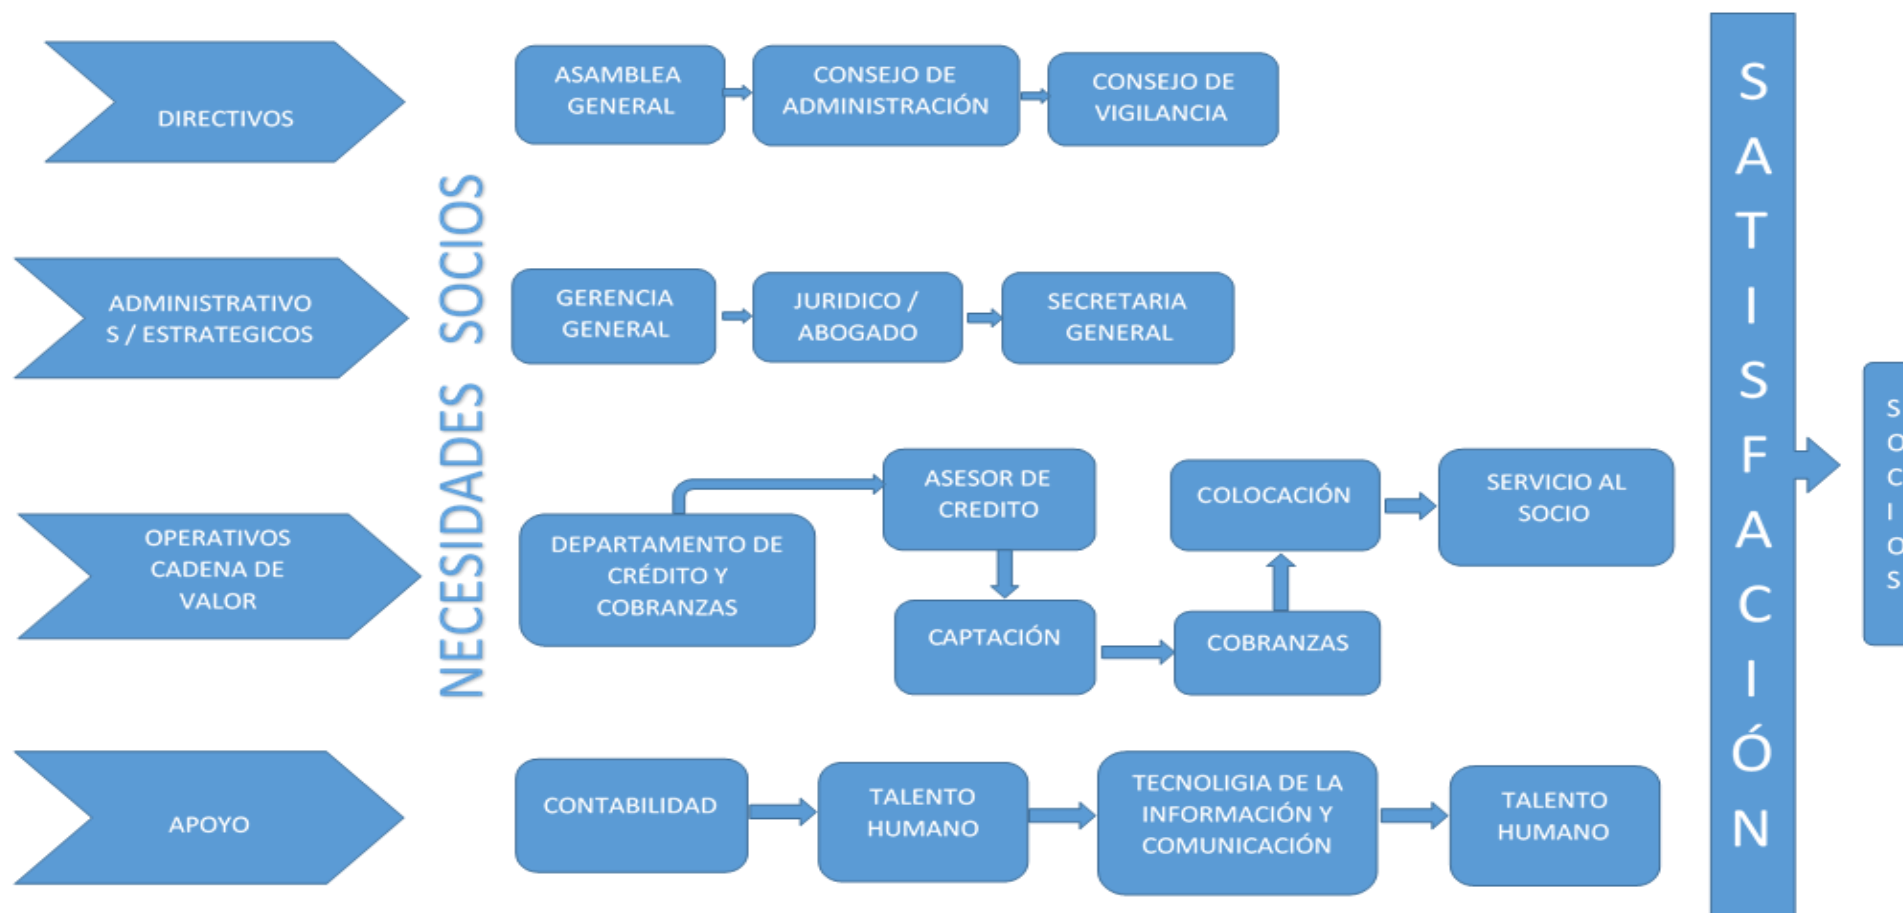 DIRECTIVOS
ASAMBLEA
GENERAL
CONSEJO DE
ADMINISTRACIÓN
CONSEJO DE
VIGILANCIA
NECESIDADES SOCIOS
ADMINISTRATIVO
S / ESTRATEGICOS
GERENCIA
GENERAL
JURIDICO /
ABOGADO
SECRETARIA
GENERAL
OPERATIVOS
CADENA DE
VALOR
DEPARTAMENTO DE
CRÉDITO Y
COBRANZAS
ASESOR DE
CREDITO
CAPTACIÓN
COBRANZAS
COLOCACIÓN
SERVICIO AL
SOCIO
APOYO
CONTABILIDAD
TALENTO
HUMANO
TECNOLIGIA DE LA
INFORMACIÓN Y
COMUNICACIÓN
TALENTO
HUMANO
SATISFACIÓN
SOCIOS